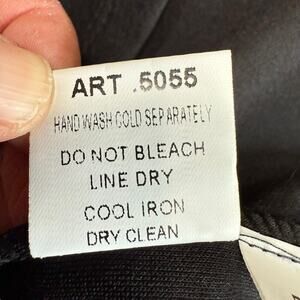 ART .5055
HAND WASH COLD SEPARATELY
DO NOT BLEACH
LINE DRY
COOL IRON
DRY CLEAN